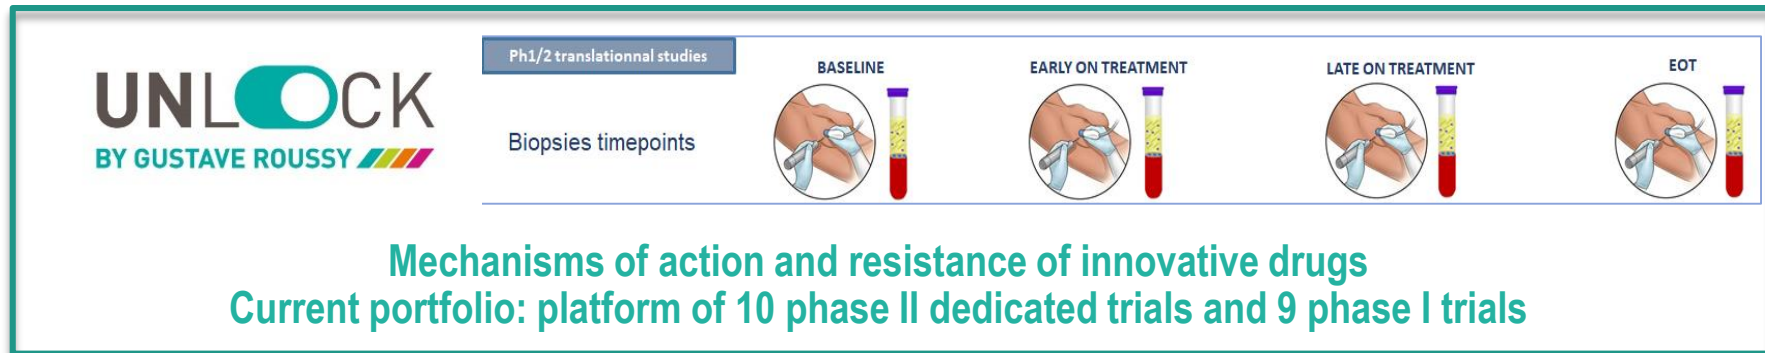 UNLOCK
BY GUSTAVE ROUSSY
Ph1/2 translationnal studies
Biopsies timepoints
BASELINE
EARLY ON TREATMENT
LATE ON TREATMENT
EOT
Mechanisms of action and resistance of innovative drugs
Current portfolio: platform of 10 phase II dedicated trials and 9 phase I trials